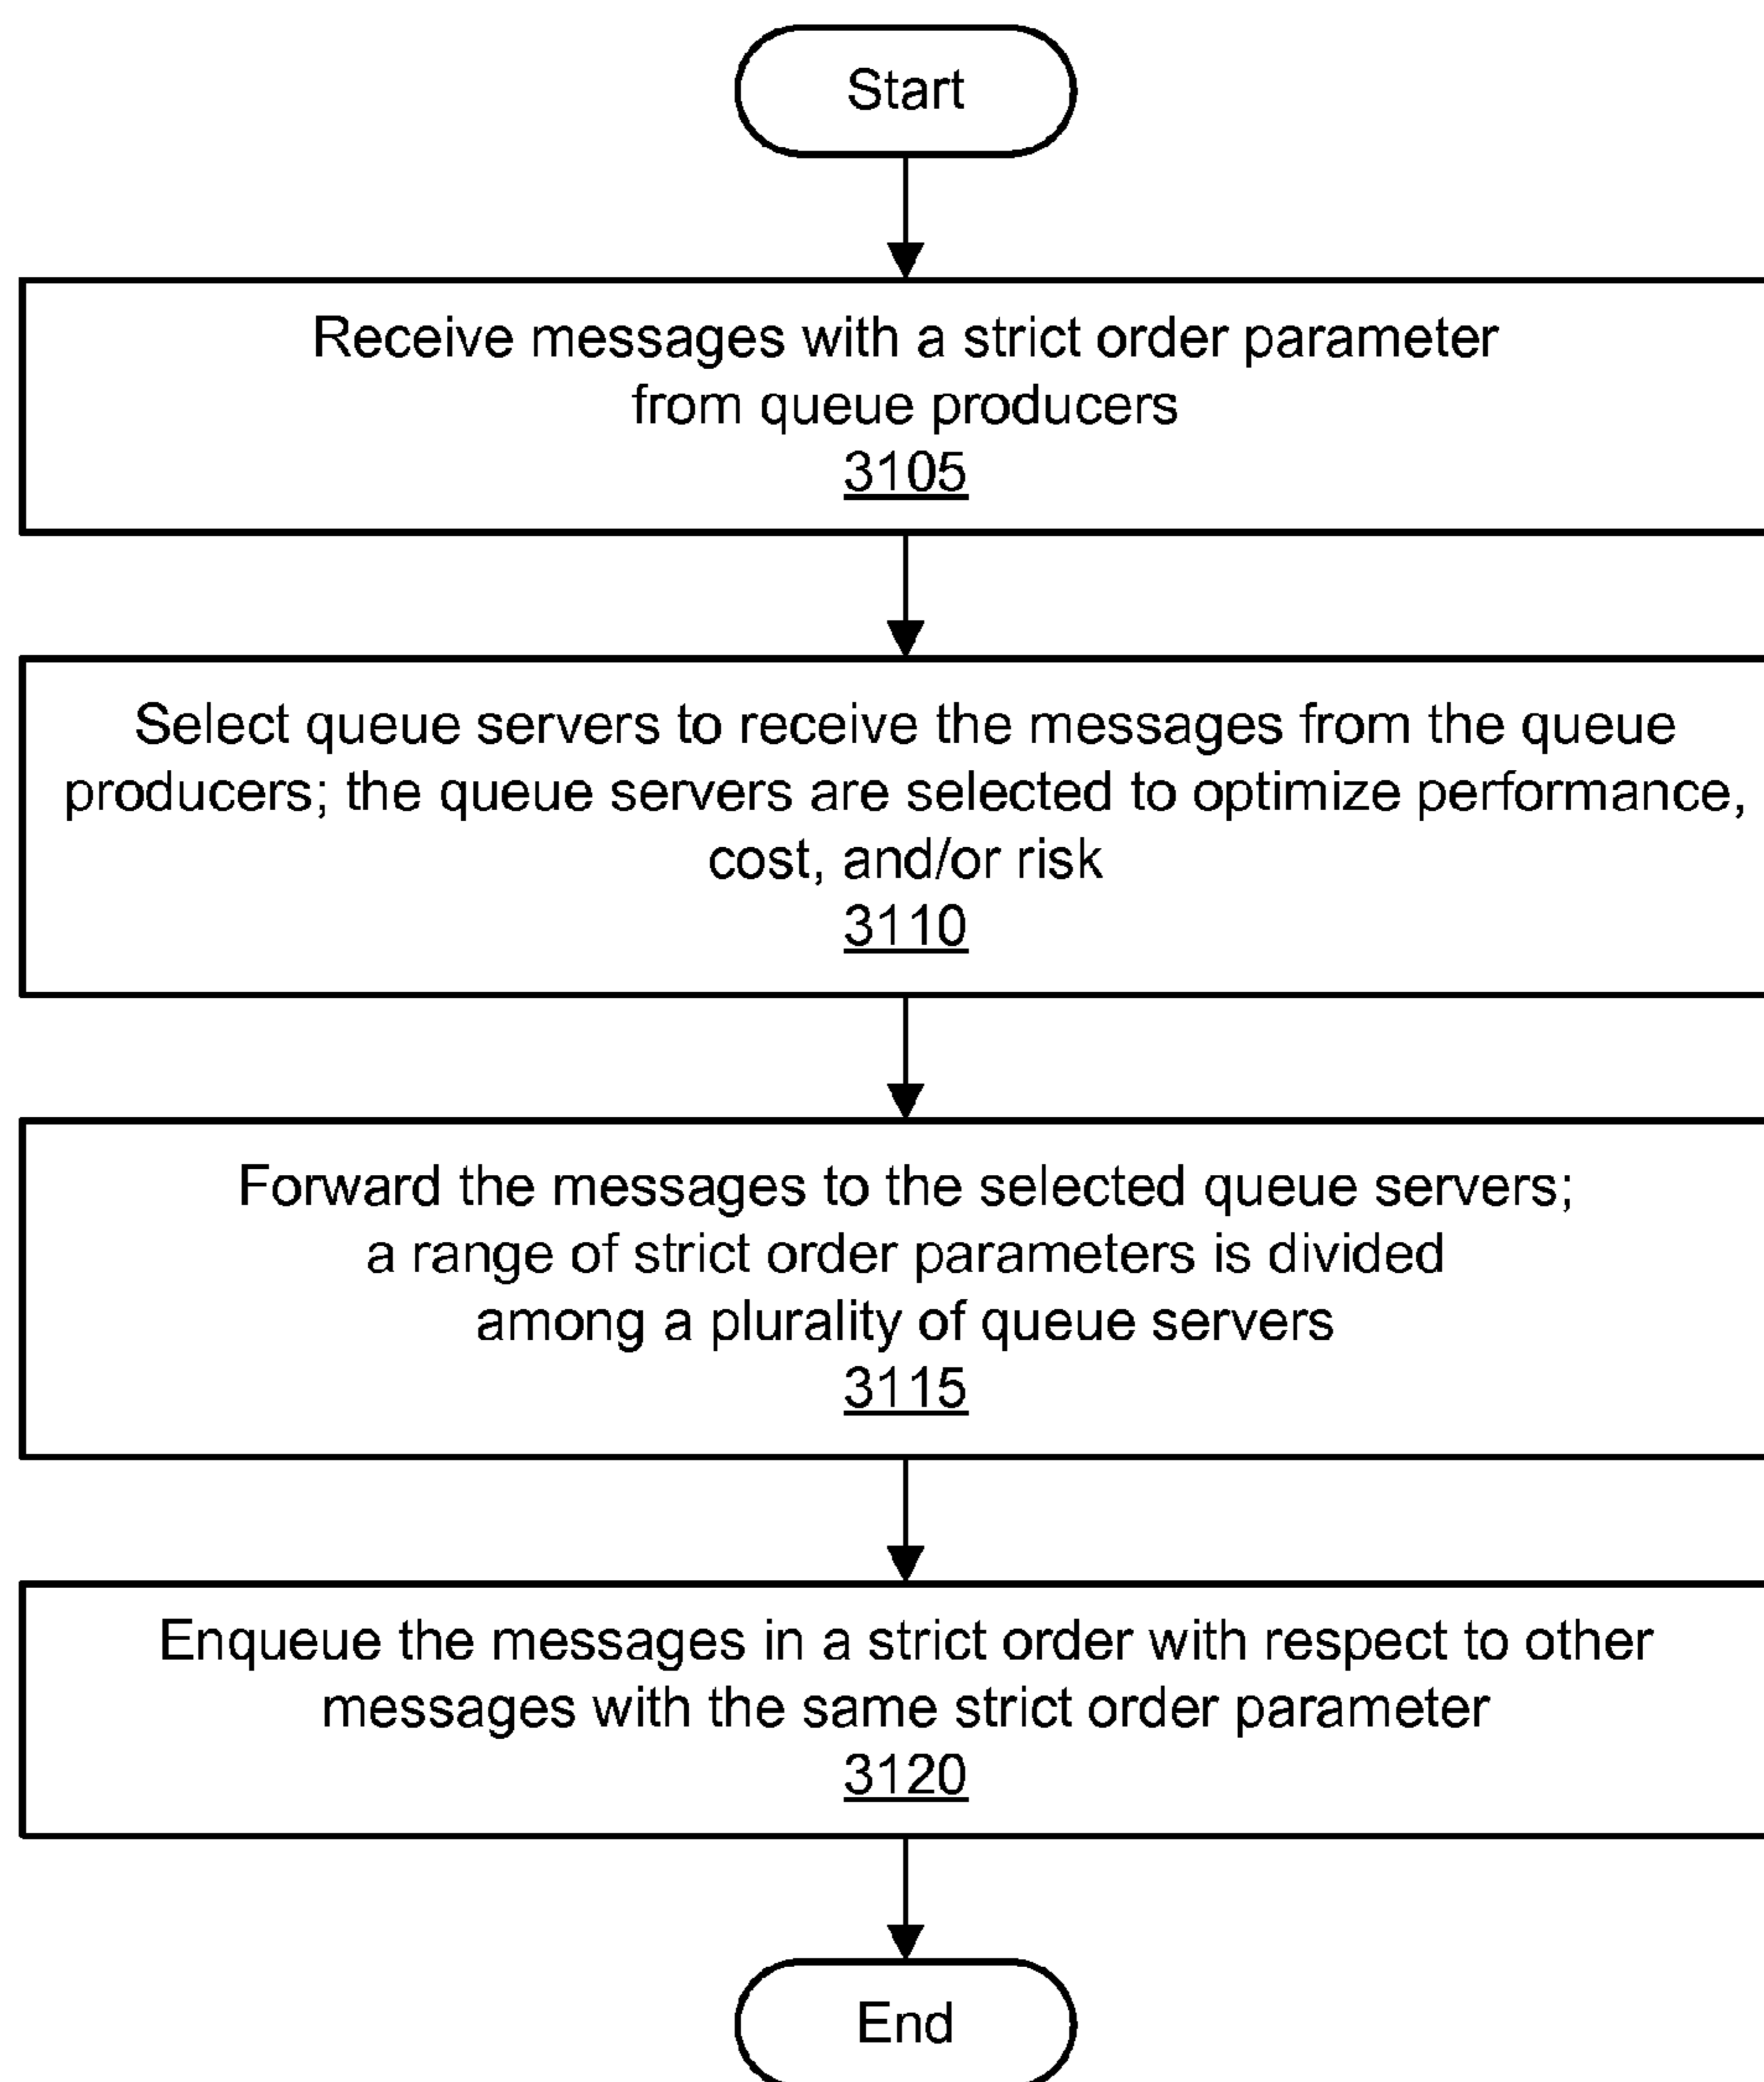 Start
Receive messages with a strict order parameter
from queue producers
3105
Select queue servers to receive the messages from the queue
producers; the queue servers are selected to optimize performance,
cost, and/or risk
3110
Forward the messages to the selected queue servers;
a range of strict order parameters is divided
among a plurality of queue servers
3115
Enqueue the messages in a strict order with respect to other
messages with the same strict order parameter
3120
End